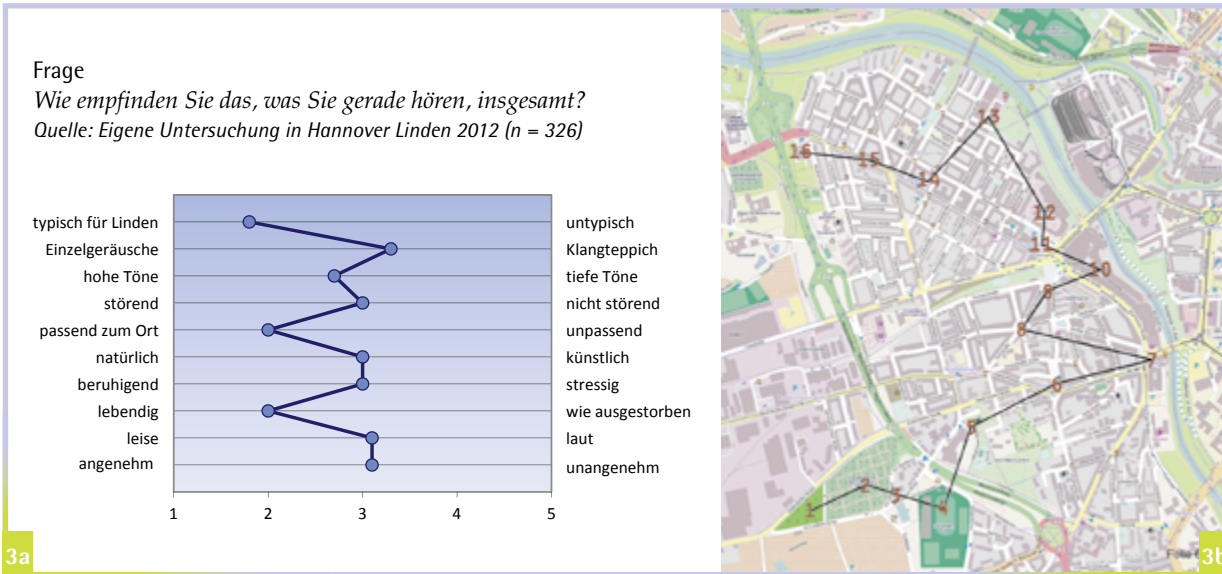 Frage
Wie empfinden Sie das, was Sie gerade hören, insgesamt?
Quelle: Eigene Untersuchung in Hannover Linden 2012 (n = 326)
typisch für Linden untypisch
Einzelgeräusche Klangteppich
hohe Töne tiefe Töne
störend nicht störend
passend zum Ort unpassend
natürlich künstlich
beruhigend stressig
lebendig wie ausgestorben
leise laut
angenehm unangenehm
1 2 3 4 5
3a
13
16 15
14
12
11
10
9
8
7
6
5
2
3
1 4
3b